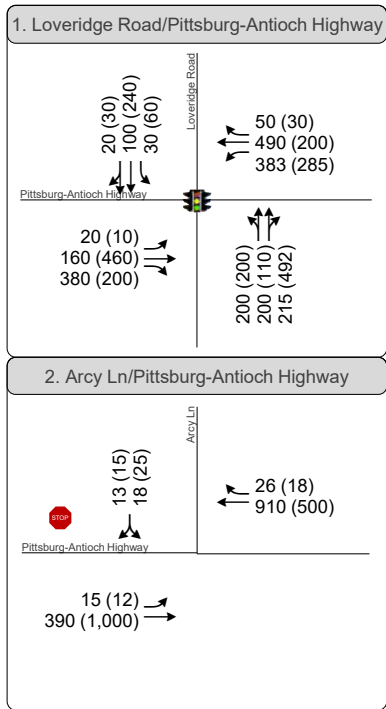 1. Loveridge Road/Pittsburg-Antioch Highway
Loveridge Road
20 (30)
100 (240)
30 (60)
50 (30)
490 (200)
383 (285)
Pittsburg-Antioch Highway
20 (10)
160 (460)
380 (200)
200 (200)
200 (110)
215 (492)
2. Arcy Ln/Pittsburg-Antioch Highway
Arcy Ln
13 (15)
18 (25)
26 (18)
910 (500)
STOP
Pittsburg-Antioch Highway
15 (12)
390 (1,000)